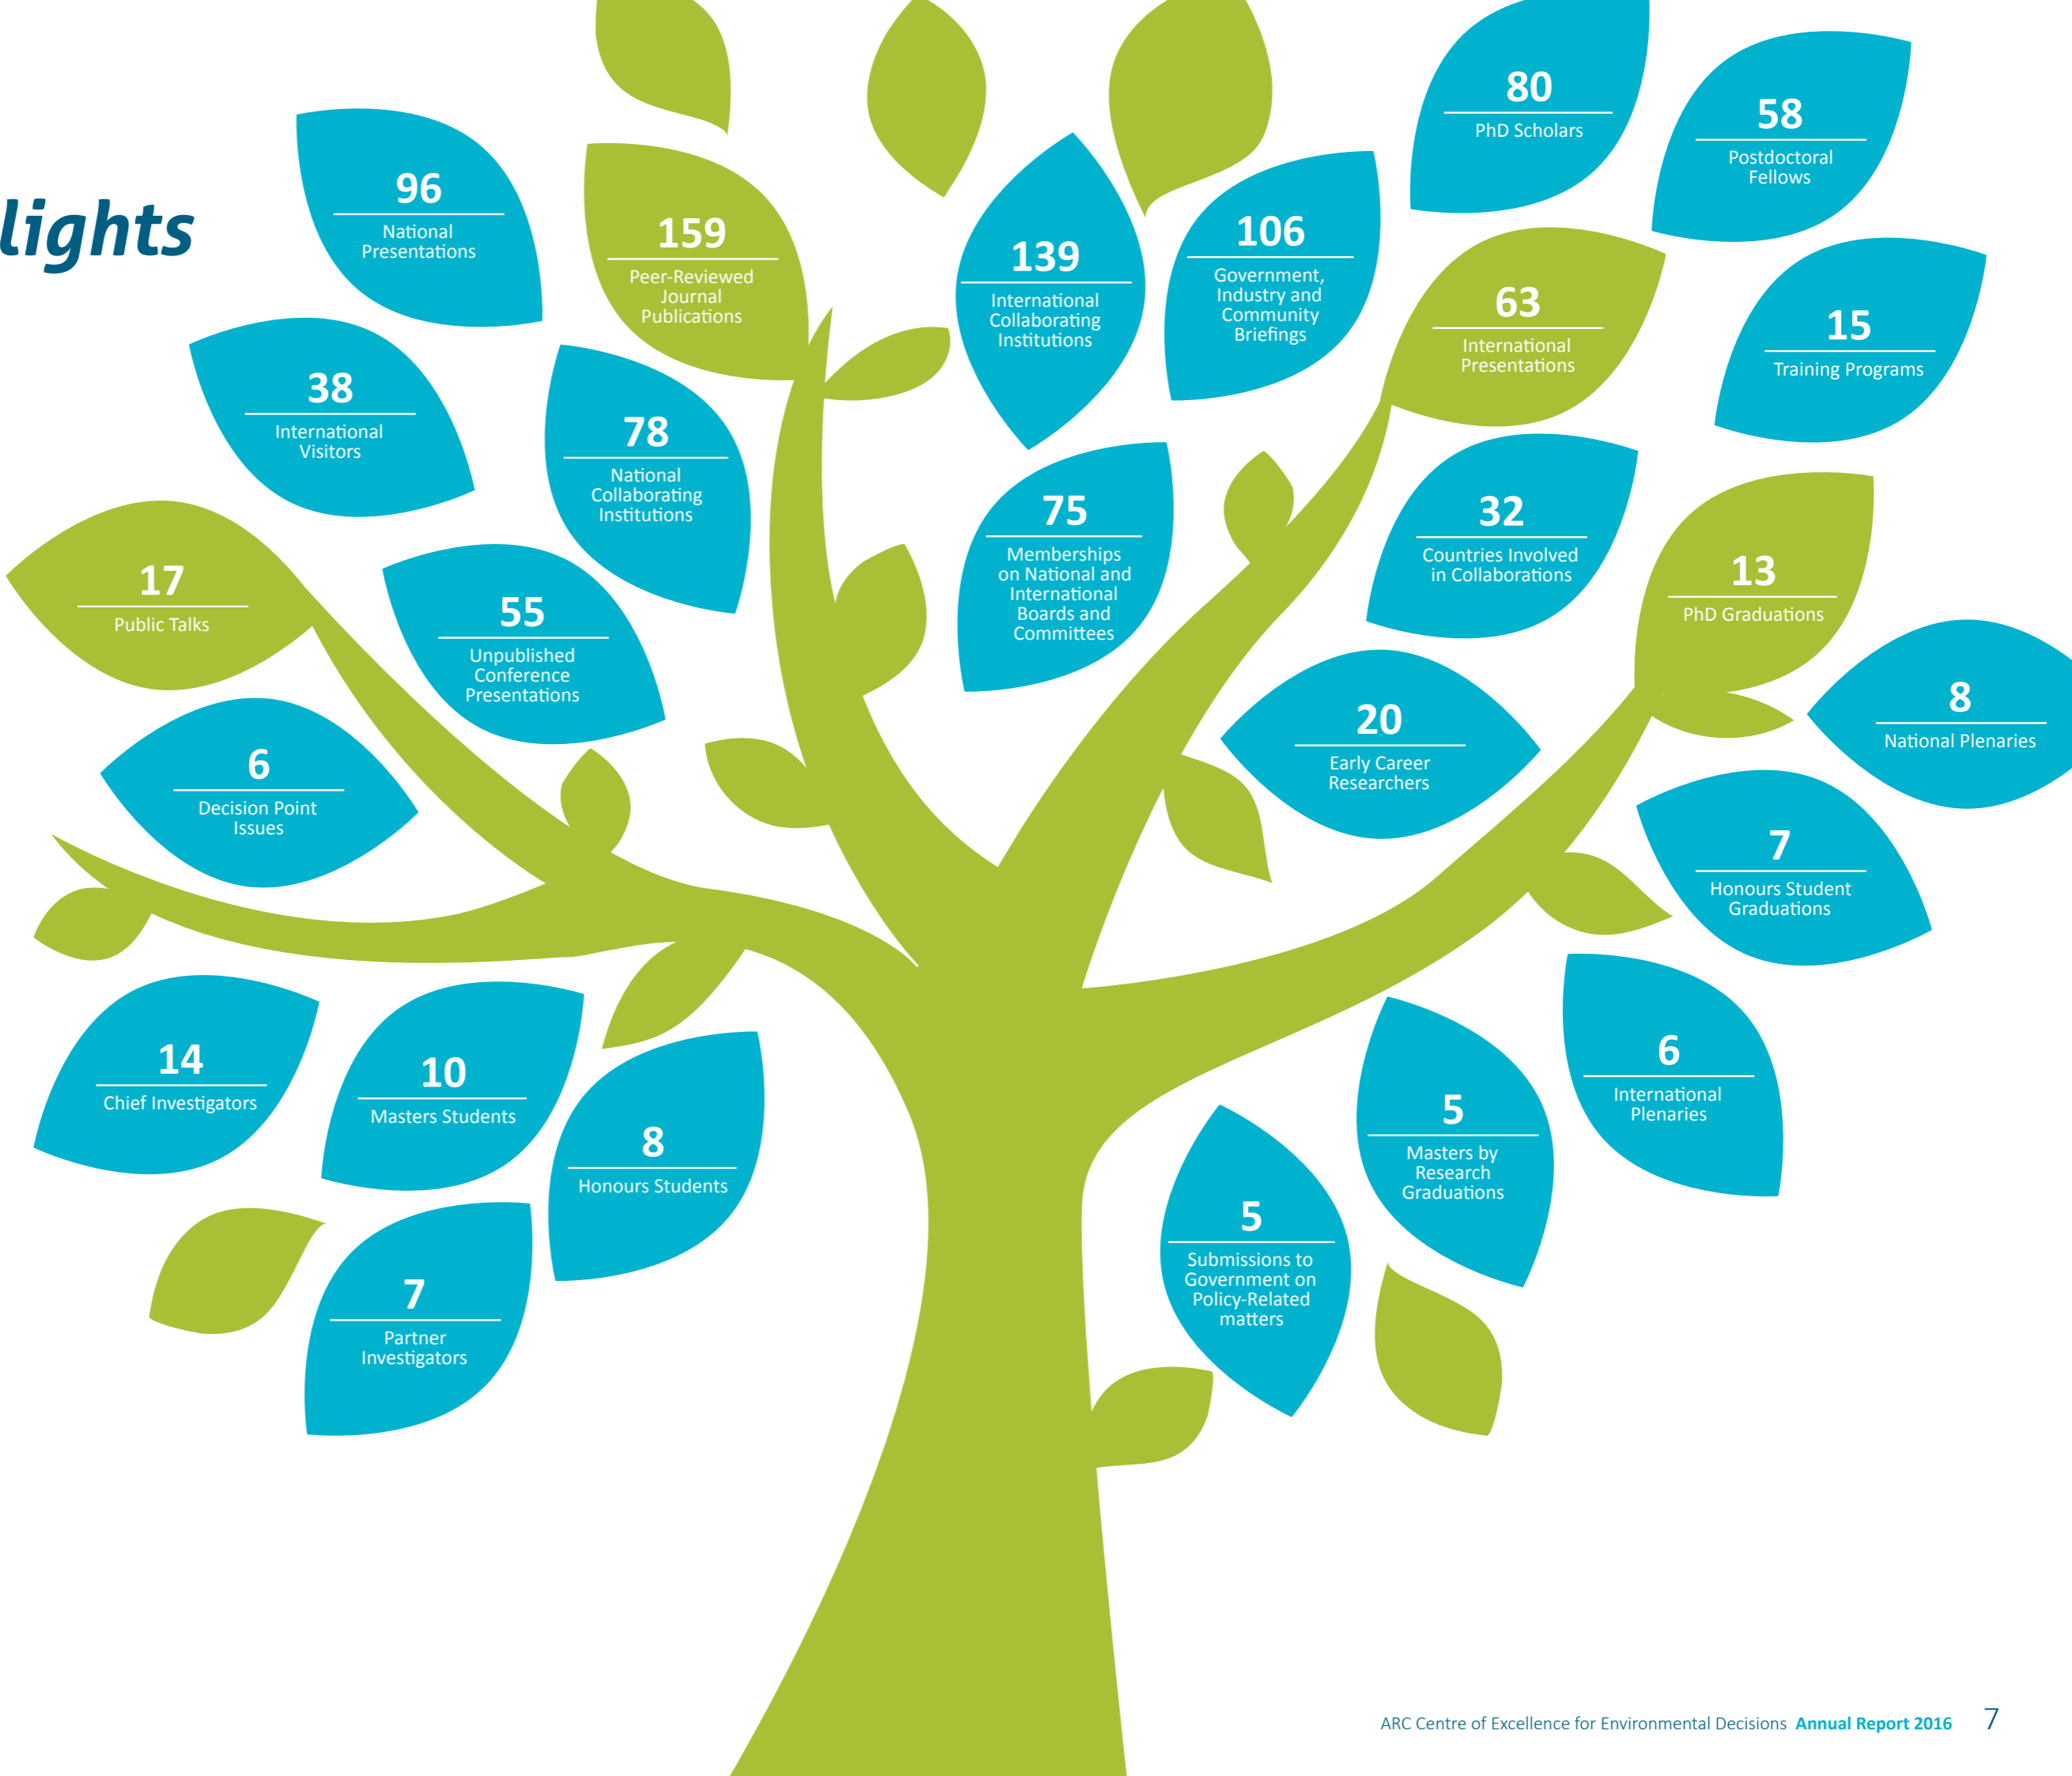 lights
80
PhD Scholars
58
Postdoctoral
Fellows
96
National
Presentations
159
Peer-Reviewed
Journal
Publications
139
International
Collaborating
Institutions
106
Government,
Industry and
Community
Briefings
63
International
Presentations
15
Training Programs
38
International
Visitors
78
National
Collaborating
Institutions
75
Memberships
on National and
International
Boards and
Committees
32
Countries Involved
in Collaborations
17
Public Talks
55
Unpublished
Conference
Presentations
13
PhD Graduations
8
National Plenaries
6
Decision Point
Issues
20
Early Career
Researchers
7
Honours Student
Graduations
14
Chief Investigators
10
Masters Students
8
Honours Students
6
International
Plenaries
5
Masters by
Research
Graduations
5
Submissions to
Government on
Policy-Related
matters
7
Partner
Investigators
ARC Centre of Excellence for Environmental Decisions Annual Report 2016 7